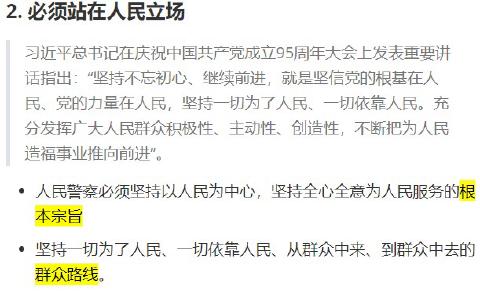 2. 必须站在人民立场
习近平总书记在庆祝中国共产党成立95周年大会上发表重要讲
话指出：“坚持不忘初心、继续前进，就是坚信党的根基在人
民、党的力量在人民，坚持一切为了人民、一切依靠人民。充
分发挥广大人民群众积极性、主动性、创造性，不断把为人民
造福事业推向前进”。
• 人民警察必须坚持以人民为中心，坚持全心全意为人民服务的根
本宗旨
• 坚持一切为了人民、一切依靠人民、从群众中来、到群众中去的
群众路线。